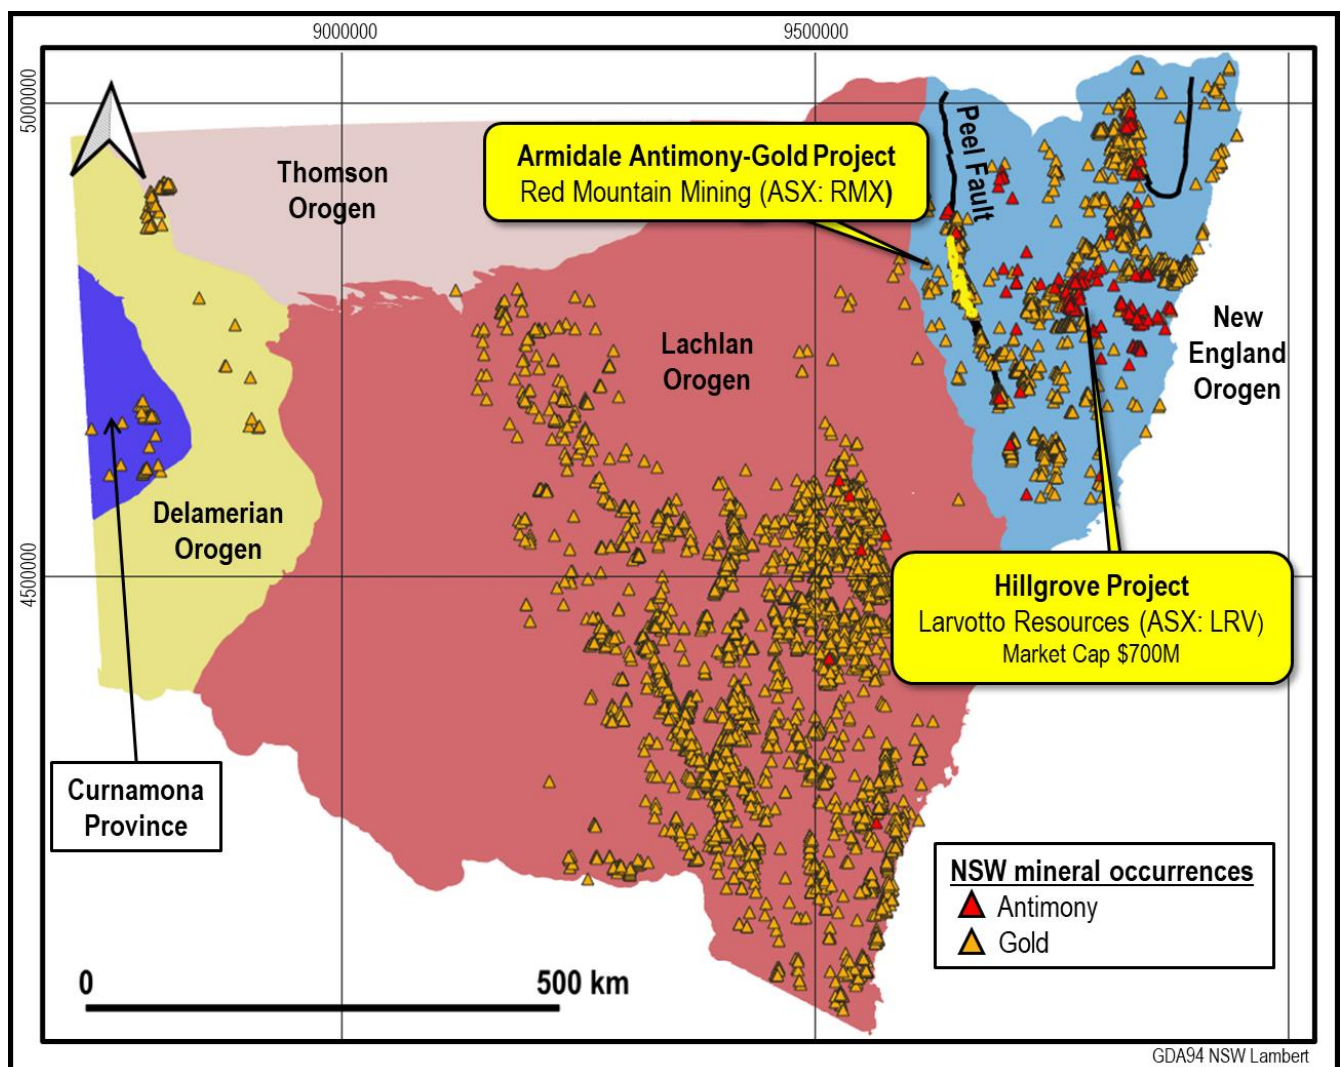 9000000
9500000
5000000
4500000
Thomson
Orogen
Armidale Antimony-Gold Project
Red Mountain Mining (ASX: RMX)
Peel Fault
Lachlan
Orogen
New
England
Orogen
Delamerian
Orogen
Hillgrove Project
Larvotto Resources (ASX: LRV)
Market Cap $700M
Curnamona
Province
NSW mineral occurrences
Antimony
Gold
0
500 km
GDA94 NSW Lambert